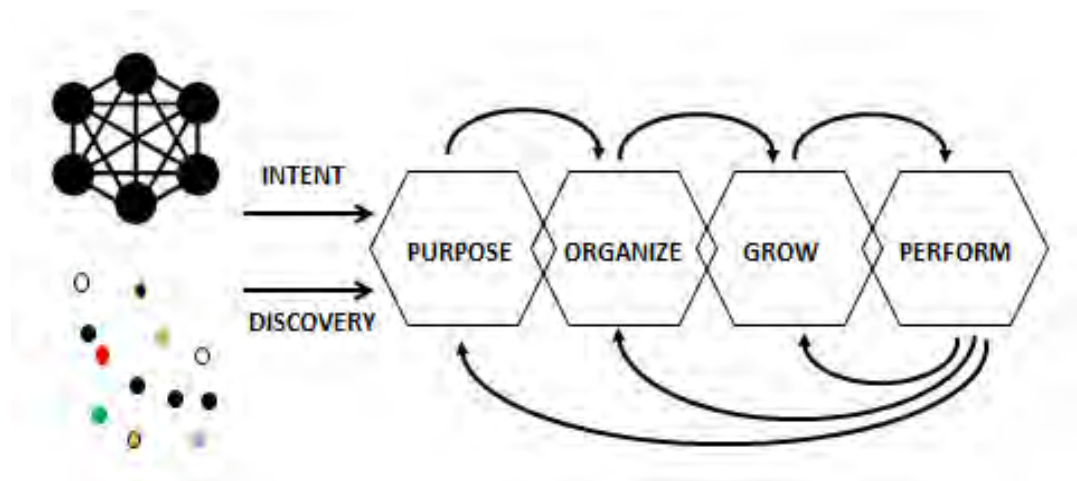 INTENT
PURPOSE
ORGANIZE
GROW
PERFORM
DISCOVERY